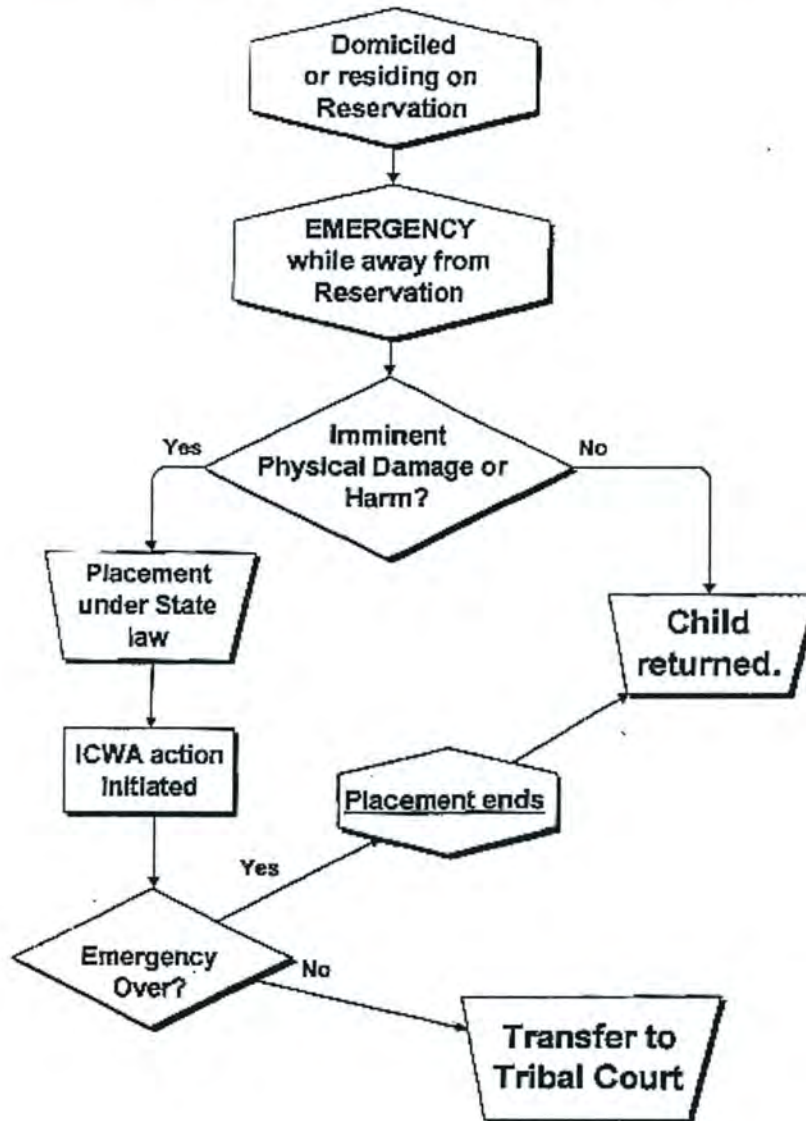 Domiciled
or residing on
Reservation
EMERGENCY
while away from
Reservation
Imminent
Physical Damage or
Harm?
Yes
No
Placement
under State
law
Child
returned.
ICWA action
Initiated
Placement ends
Yes
Emergency
Over?
No
Transfer to
Tribal Court